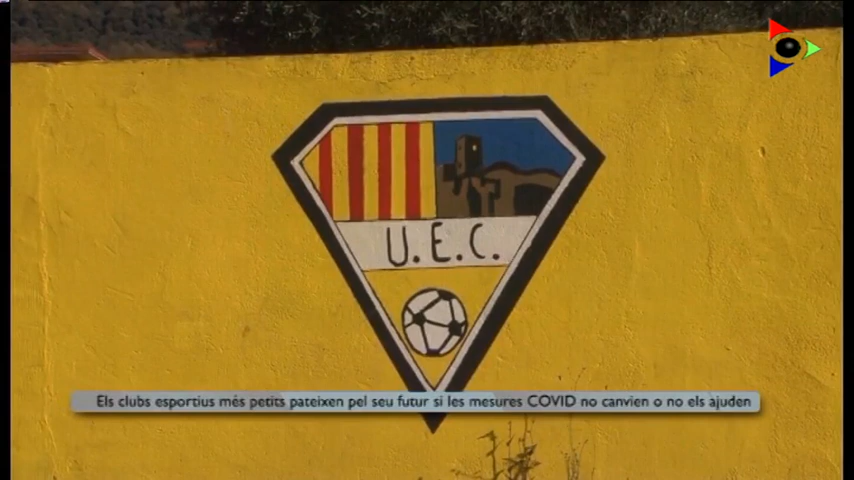 U.E.C.
Els clubs esportius més petits pateixen pel seu futur si les mesures COVID no canvien o no els ajuden